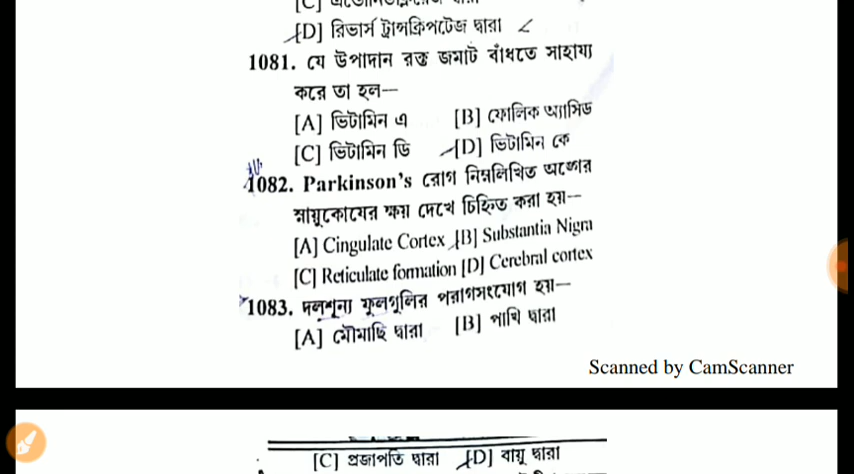 [D] রিভার্স ট্রান্সক্রিপটেজ দ্বারা
1081. যে উপাদান রক্ত জমাট বাঁধতে সাহায্য
করে তা হল—
[A] ভিটামিন এ [B] ফোলিক অ্যাসিড
[C] ভিটামিন ডি [D] ভিটামিন কে
1082. Parkinson's রোগ নিম্নলিখিত অঙ্গের
স্নায়ুকোষের ক্ষয় দেখে চিহ্নিত করা হয়—
[A] Cingulate Cortex [B] Substantia Nigra
[C] Reticulate formation [D] Cerebral cortex
1083. দলশূন্য ফুলগুলির পরাগসংযোগ হয়—
[A] মৌমাছি দ্বারা [B] পাখি দ্বারা
Scanned by CamScanner
[C] প্রজাপতি দ্বারা [D] বায়ু দ্বারা